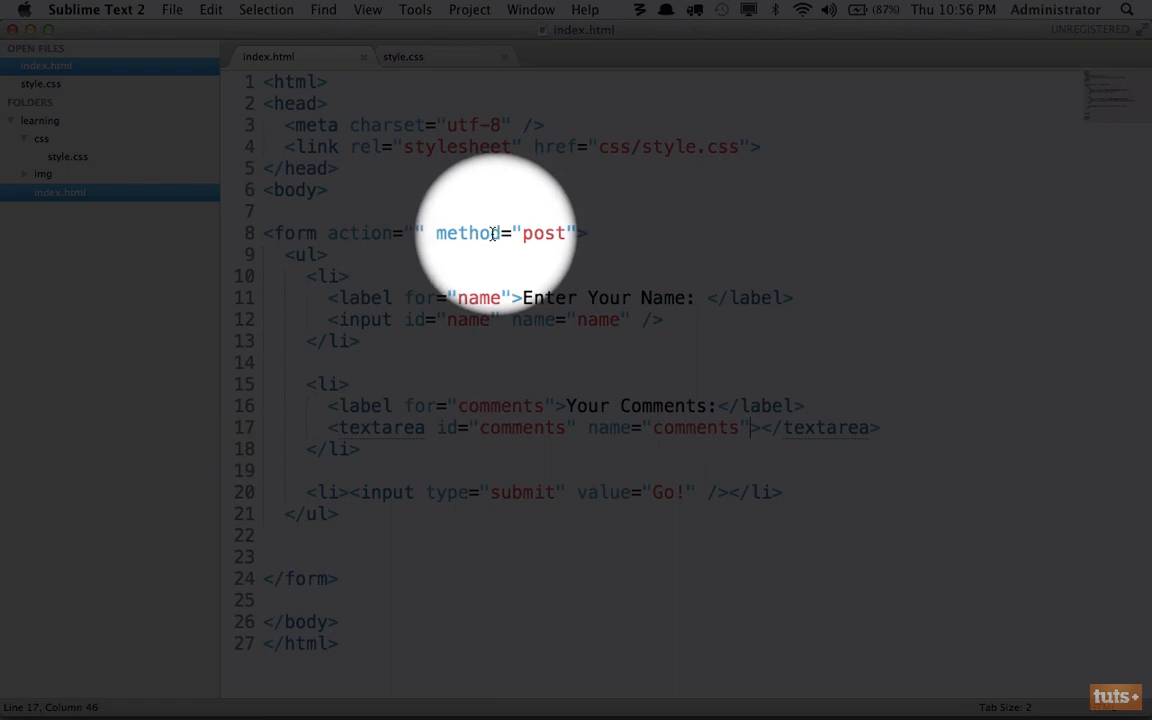 Sublime Text 2 File Edit Selection Find View Tools Project Window Help (87%) Thu 10:56 PM Administrator
index.html
UNREGISTERED
OPEN FILES
index.html
style.css
FOLDERS
learning
css
style.css
img
index.html
index.html style.css
1 <html>
2 <head>
3 <meta charset="utf-8" />
4 <link rel="stylesheet" href="css/style.css">
5 </head>
6 <body>
7
8 <form action="" method="post">
9 <ul>
10 <li>
11 <label for="name">Enter Your Name: </label>
12 <input id="name" name="name" />
13 </li>
14
15 <li>
16 <label for="comments">Your Comments:</label>
17 <textarea id="comments" name="comments"></textarea>
18 </li>
19
20 <li><input type="submit" value="Go!" /></li>
21 </ul>
22
23
24 </form>
25
26 </body>
27 </html>
Line 17, Column 46
Tab Size: 2
tuts+